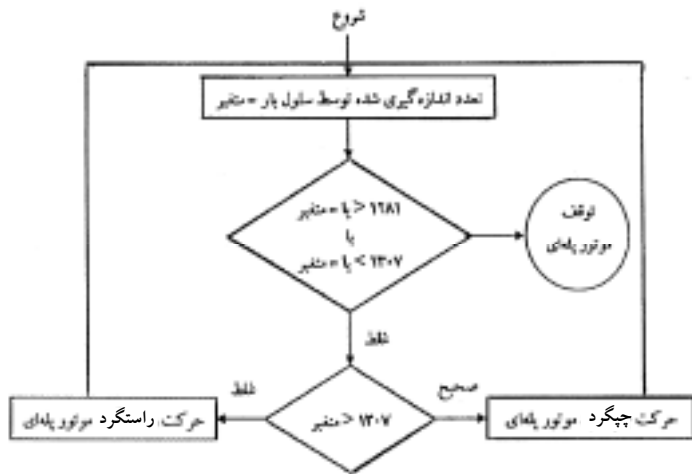 شروع
عدد اندازه‌گیری شده توسط سلول بار = متغیر
۱۲۸۱ < یا = متغیر
یا
۱۳۰۷ > یا = متغیر
توقف
موتور پله‌ای
غلط
۱۳۰۷ < متغیر
صحیح
حرکت چپگرد موتور پله‌ای
غلط
حرکت راستگرد موتور پله‌ای